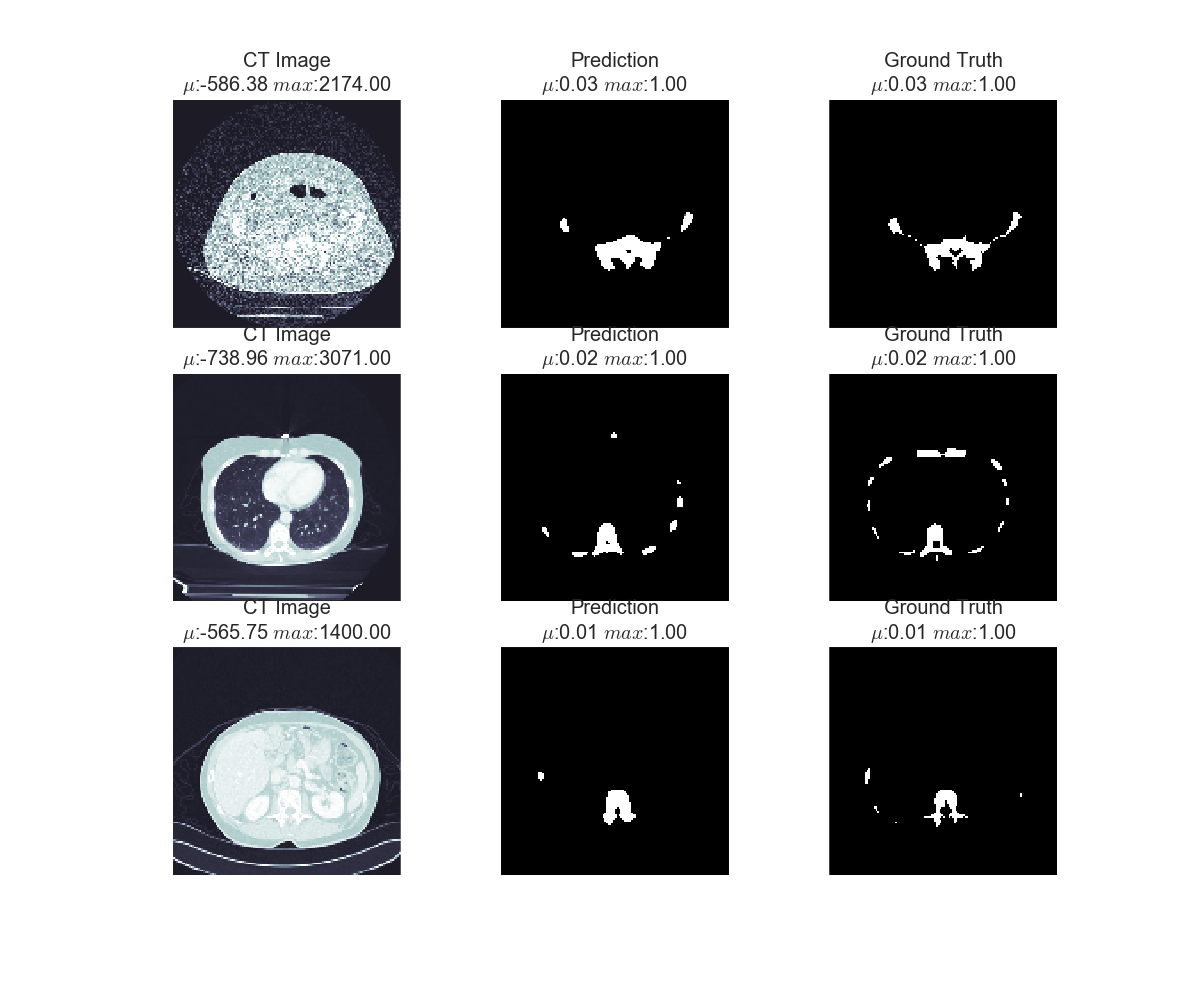 CT Image
Prediction
Ground Truth
μ:-586.38 max:2174.00
μ:0.03 max:1.00
μ:0.03 max:1.00
CT Image
Prediction
Ground Truth
μ:-738.96 max:3071.00
μ:0.02 max:1.00
μ:0.02 max:1.00
CT Image
Prediction
Ground Truth
μ:-565.75 max:1400.00
μ:0.01 max:1.00
μ:0.01 max:1.00